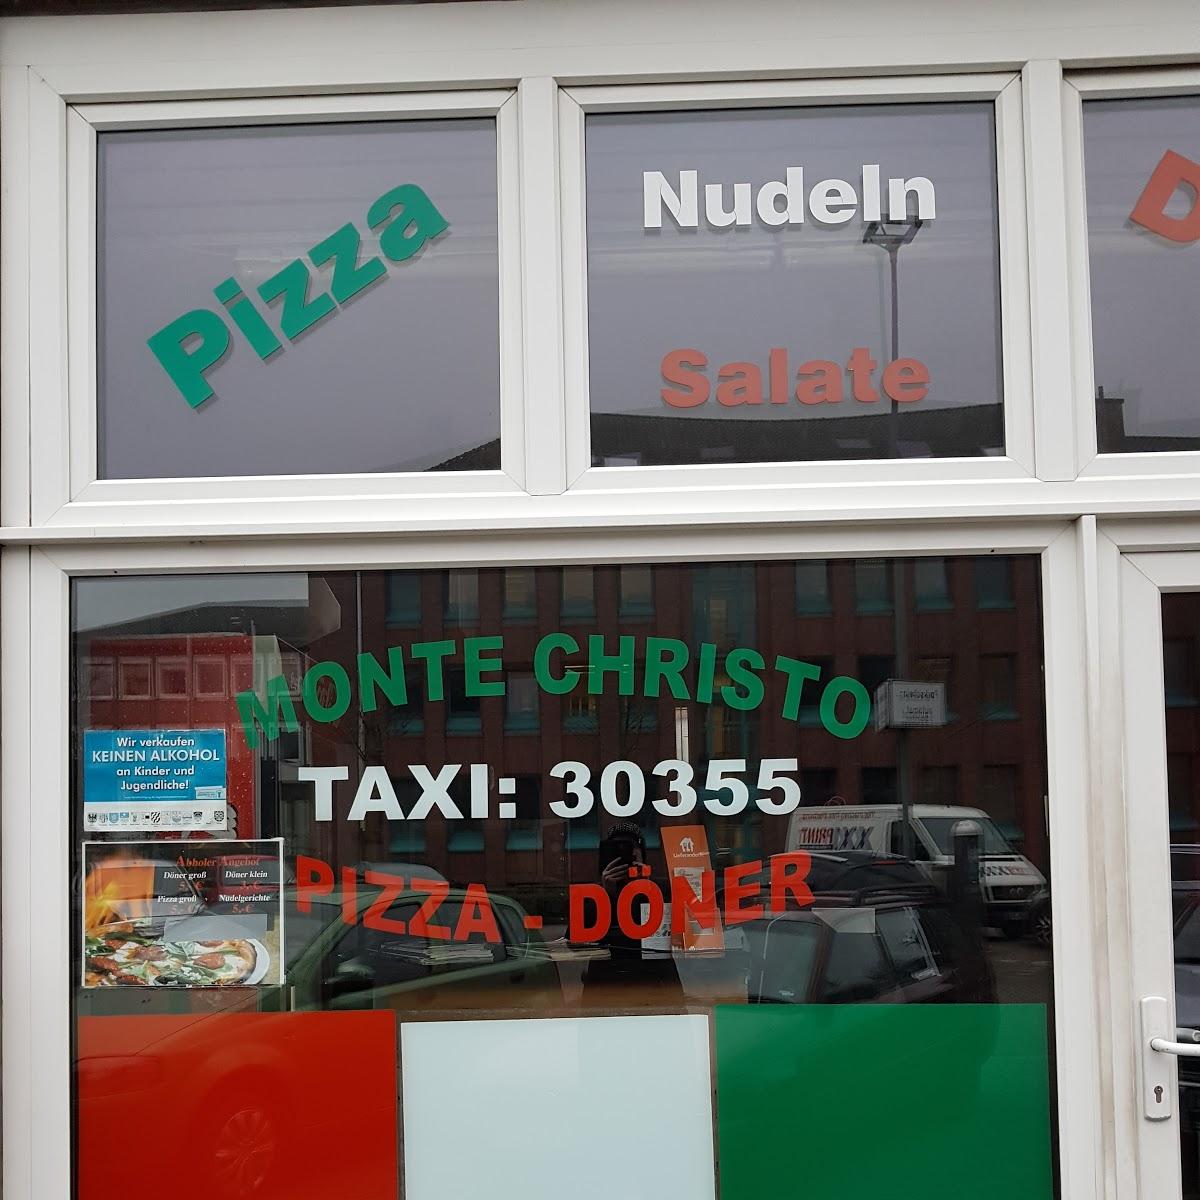 Pizza
Nudeln
Salate
D
MONTE CHRISTO
TAXI: 30355
PIZZA - DÖNER
Wir verkaufen
KEINEN ALKOHOL
an Kinder und
Jugendliche!
Abholer Angebot
Döner groß Döner klein
Pizza groß Nudelgerichte
5,-€